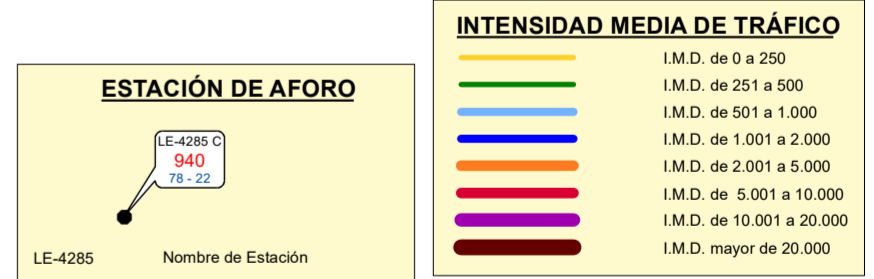 ESTACIÓN DE AFORO
LE-4285 C
940
78 - 22
LE-4285 Nombre de Estación
INTENSIDAD MEDIA DE TRÁFICO
I.M.D. de 0 a 250
I.M.D. de 251 a 500
I.M.D. de 501 a 1.000
I.M.D. de 1.001 a 2.000
I.M.D. de 2.001 a 5.000
I.M.D. de 5.001 a 10.000
I.M.D. de 10.001 a 20.000
I.M.D. mayor de 20.000